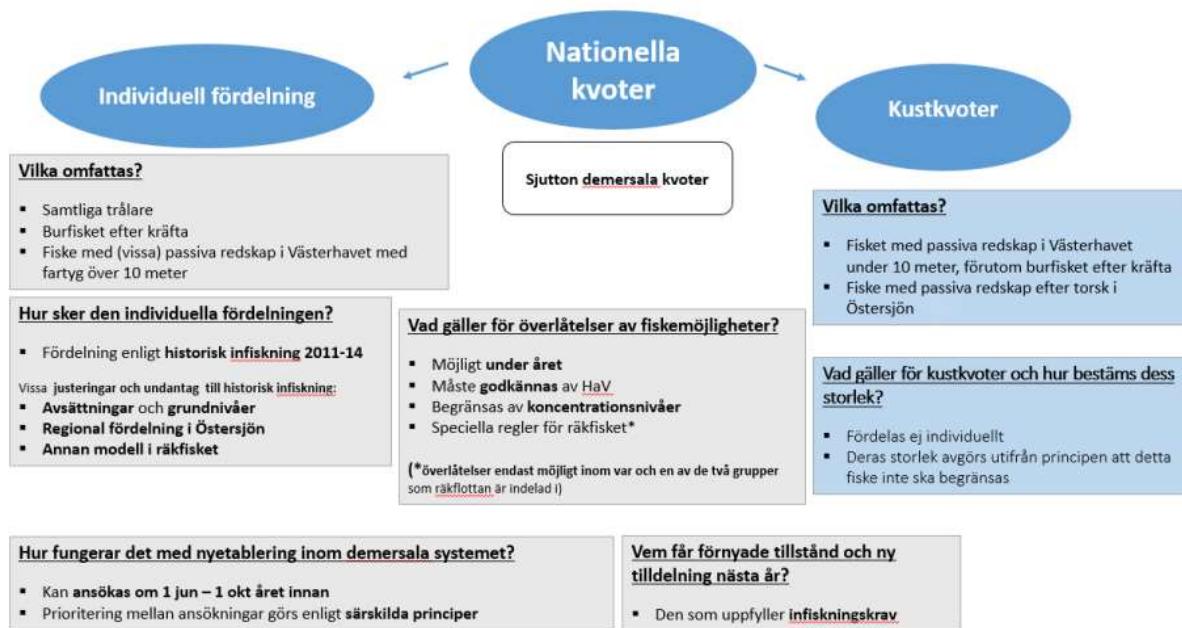 Nationella
kvoter
Individuell fördelning
Kustkvoter
Sjutton demersala kvoter
Vilka omfattas?
▪ Samtliga trålare
▪ Burfisket efter kräfta
▪ Fiske med (vissa) passiva redskap i Västerhavet med
fartyg över 10 meter
Hur sker den individuella fördelningen?
▪ Fördelning enligt historisk infiskning 2011-14
Vissa justeringar och undantag till historisk infiskning:
▪ Avsättningar och grundnivåer
▪ Regional fördelning i Östersjön
▪ Annan modell i räkfisket
Vad gäller för överlåtelser av fiskemöjligheter?
▪ Möjligt under året
▪ Måste godkännas av HaV
▪ Begränsas av koncentrationsnivåer
▪ Speciella regler för räkfisket*
(*överlåtelser endast möjligt inom var och en av de två grupper
som räkflottan är indelad i)
Vilka omfattas?
▪ Fisket med passiva redskap i Västerhavet
under 10 meter, förutom burfisket efter kräfta
▪ Fiske med passiva redskap efter torsk i
Östersjön
Vad gäller för kustkvoter och hur bestäms dess
storlek?
▪ Fördelas ej individuellt
▪ Deras storlek avgörs utifrån principen att detta
fiske inte ska begränsas
Hur fungerar det med nyetablering inom demersala systemet?
▪ Kan ansökas om 1 jun – 1 okt året innan
▪ Prioritering mellan ansökningar görs enligt särskilda principer
Vem får förnyade tillstånd och ny
tilldelning nästa år?
▪ Den som uppfyller infiskningskrav